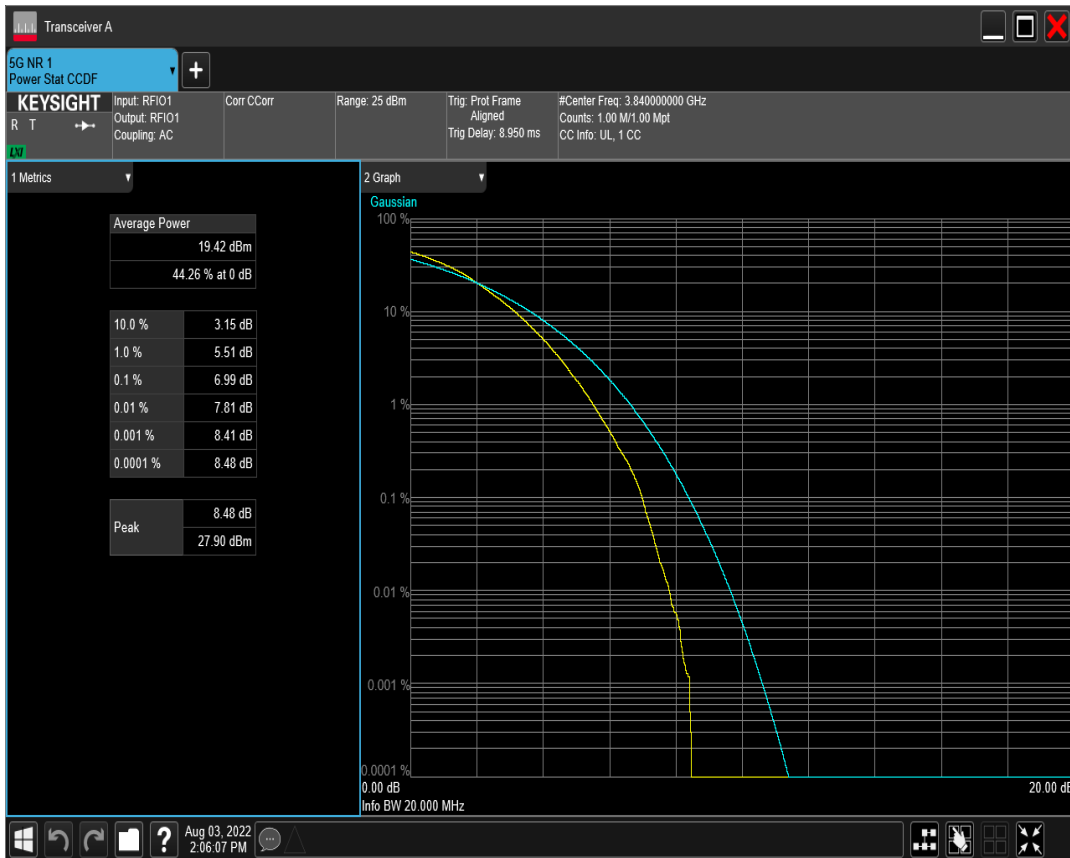 Transceiver A
5G NR 1
Power Stat CCDF
KEYSIGHT
R T
LXI
Input: RFIO1
Output: RFIO1
Coupling: AC
Corr CCorr
Range: 25 dBm
Trig: Prot Frame
Aligned
Trig Delay: 8.950 ms
#Center Freq: 3.840000000 GHz
Counts: 1.00 M/1.00 Mpt
CC Info: UL, 1 CC
1 Metrics
Average Power
19.42 dBm
44.26 % at 0 dB
10.0 % 3.15 dB
1.0 % 5.51 dB
0.1 % 6.99 dB
0.01 % 7.81 dB
0.001 % 8.41 dB
0.0001 % 8.48 dB
Peak
8.48 dB
27.90 dBm
2 Graph
Gaussian
100 %
10 %
1 %
0.1 %
0.01 %
0.001 %
0.0001 %
0.00 dB 20.00 dB
Info BW 20.000 MHz
Aug 03, 2022
2:06:07 PM